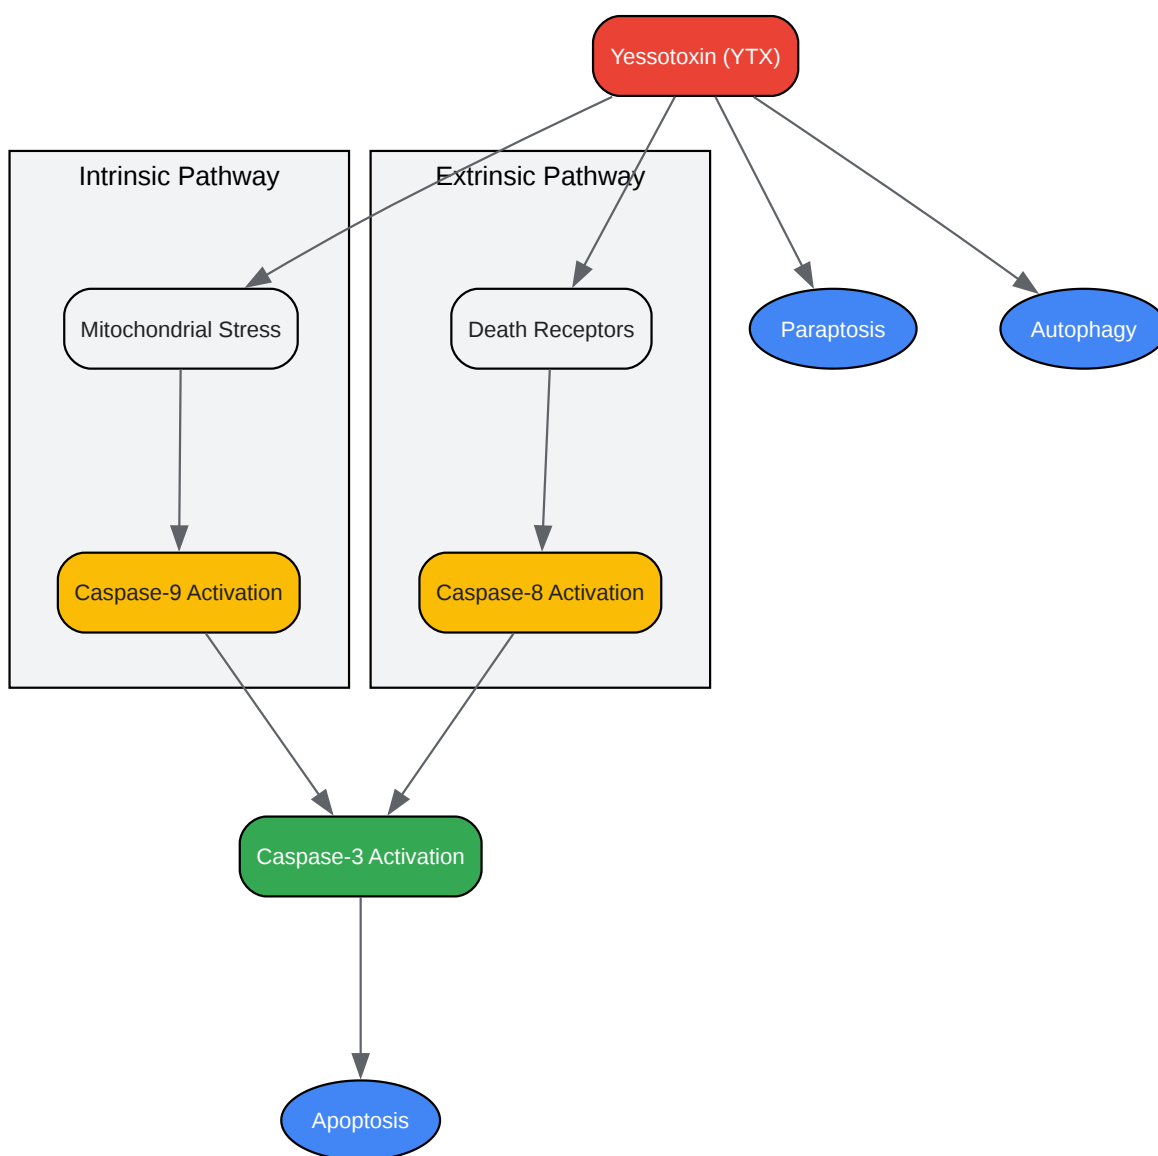 Yessotoxin (YTX)
Intrinsic Pathway
Extrinsic Pathway
Mitochondrial Stress
Death Receptors
Paraptosis
Autophagy
Caspase-9 Activation
Caspase-8 Activation
Caspase-3 Activation
Apoptosis